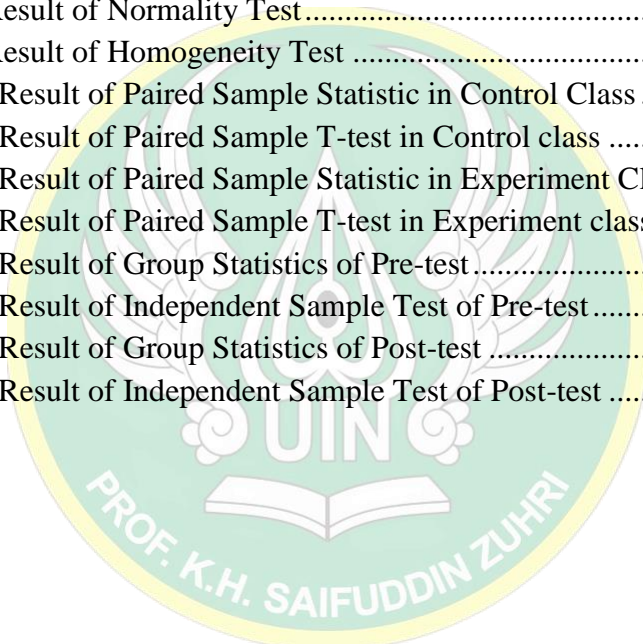 Result of Normality Test
Result of Homogeneity Test
Result of Paired Sample Statistic in Control Class
Result of Paired Sample T-test in Control class
Result of Paired Sample Statistic in Experiment Cl
Result of Paired Sample T-test in Experiment class
Result of Group Statistics of Pre-test
Result of Independent Sample Test of Pre-test
Result of Group Statistics of Post-test
Result of Independent Sample Test of Post-test
UIN
PROF. K.H. SAIFUDDIN ZUHRI